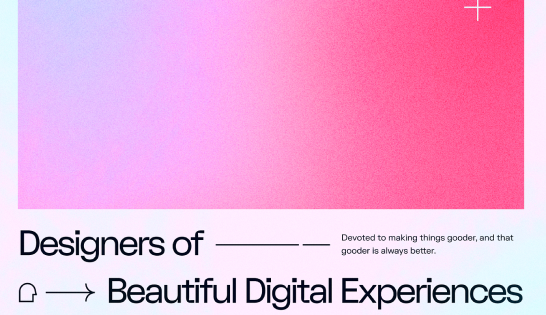 Designers of
Devoted to making things gooder, and that
gooder is always better.
Beautiful Digital Experiences